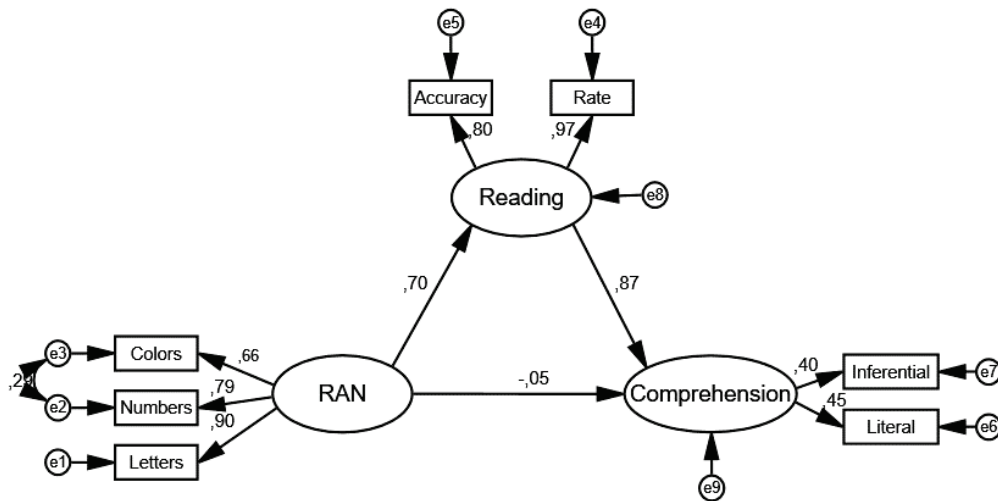 e5
e4
Accuracy
Rate
,80
,97
Reading
e8
,70
,87
e3
Colors
,66
,29
e2
Numbers
,79
RAN
-,05
Comprehension
,40
Inferential
e7
,45
Literal
e6
,90
e1
Letters
e9